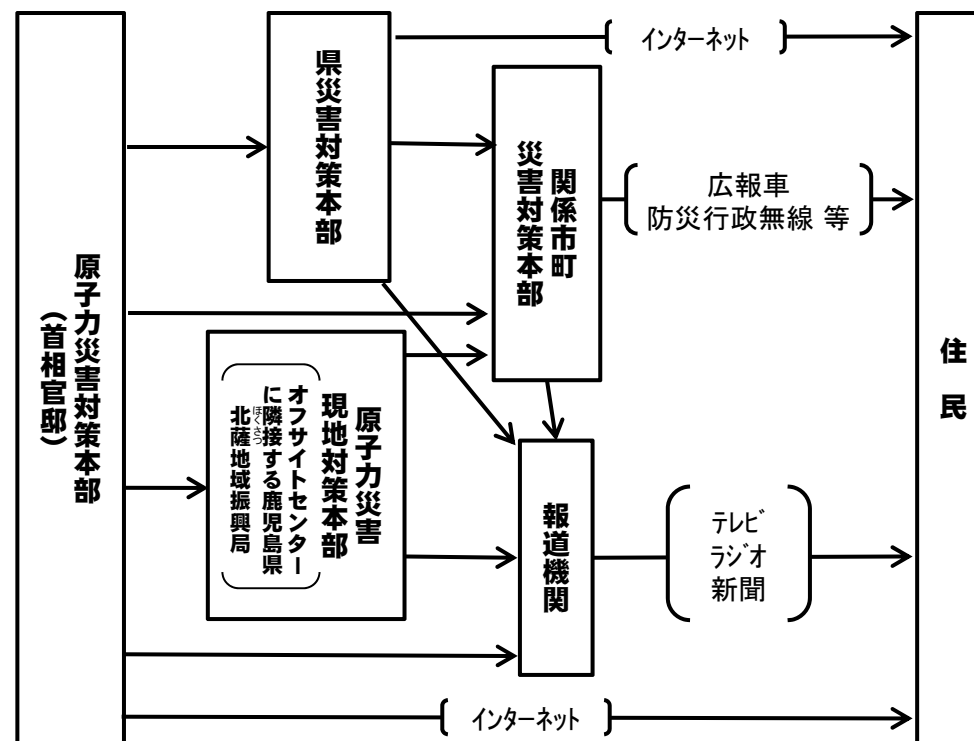 原子力災害対策本部
(首相官邸)
県災害対策本部
インターネット
関係市町
災害対策本部
広報車
防災行政無線 等
原子力災害
現地対策本部
オフサイトセンター
に隣接する鹿児島県
北薩地域振興局
ほくさつ
報道機関
テレビ
ラジオ
新聞
インターネット
住民